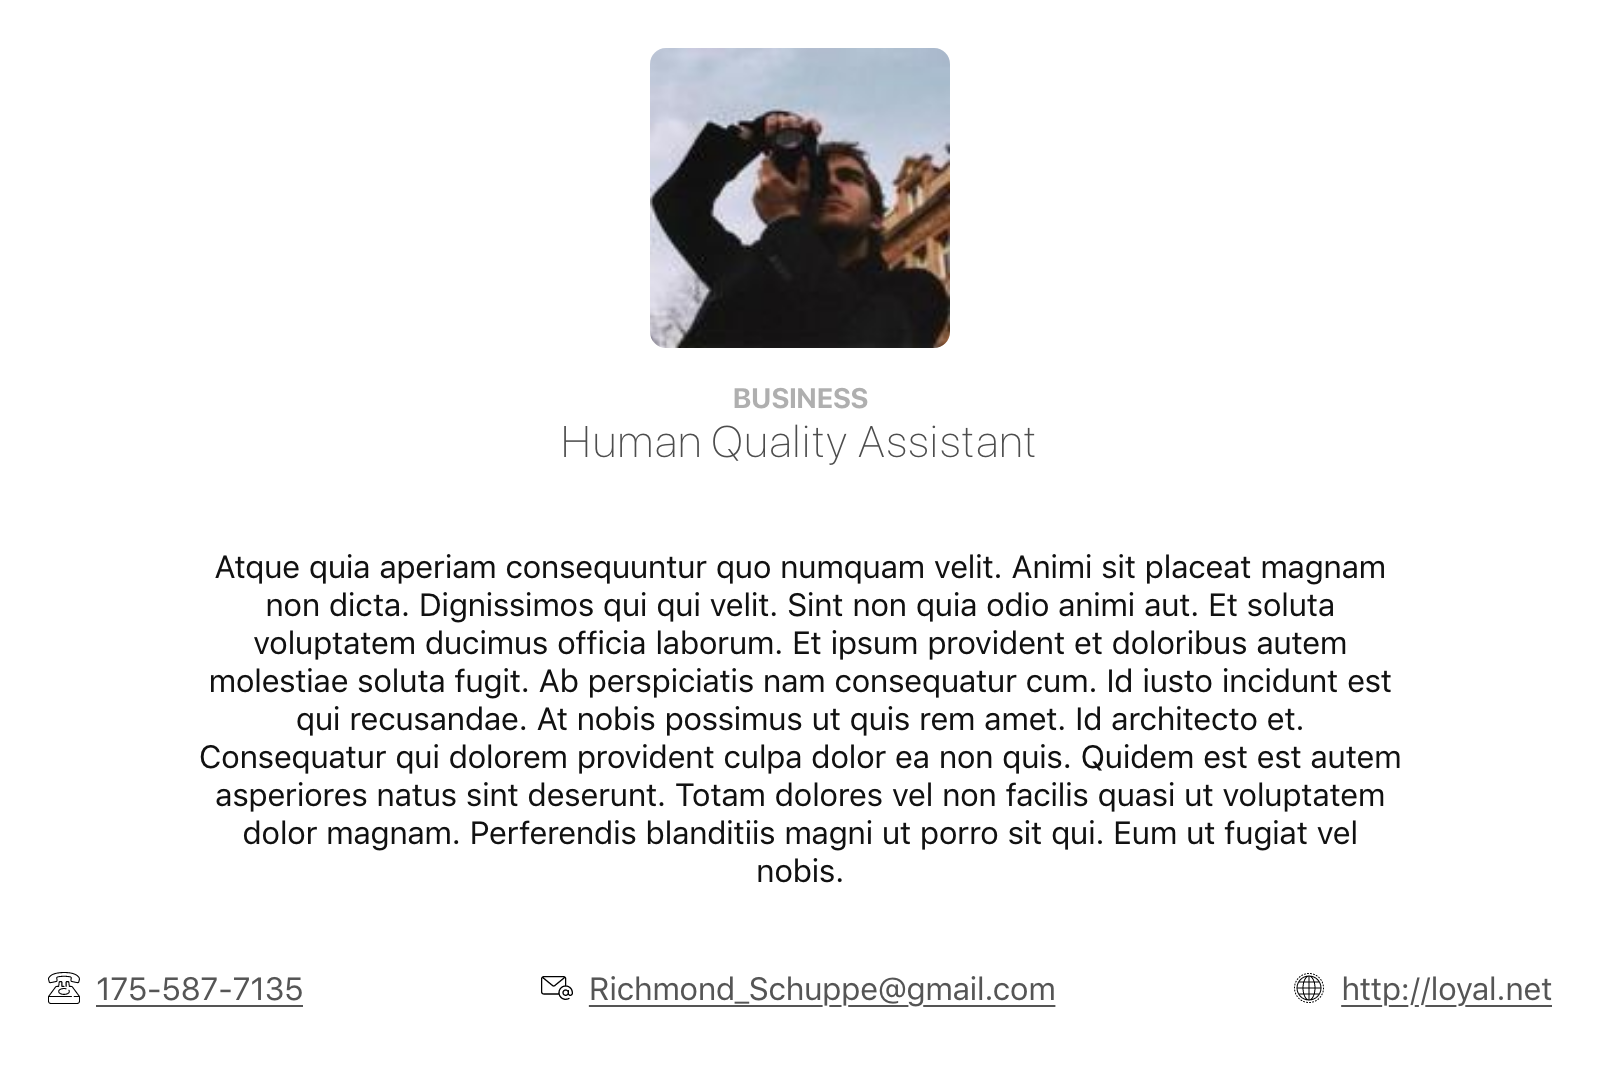 BUSINESS
Human Quality Assistant
Atque quia aperiam consequuntur quo numquam velit. Animi sit placeat magnam
non dicta. Dignissimos qui qui velit. Sint non quia odio animi aut. Et soluta
voluptatem ducimus officia laborum. Et ipsum provident et doloribus autem
molestiae soluta fugit. Ab perspiciatis nam consequatur cum. Id iusto incidunt est
qui recusandae. At nobis possimus ut quis rem amet. Id architecto et.
Consequatur qui dolorem provident culpa dolor ea non quis. Quidem est est autem
asperiores natus sint deserunt. Totam dolores vel non facilis quasi ut voluptatem
dolor magnam. Perferendis blanditiis magni ut porro sit qui. Eum ut fugiat vel
nobis.
175-587-7135
Richmond_Schuppe@gmail.com
http://loyal.net